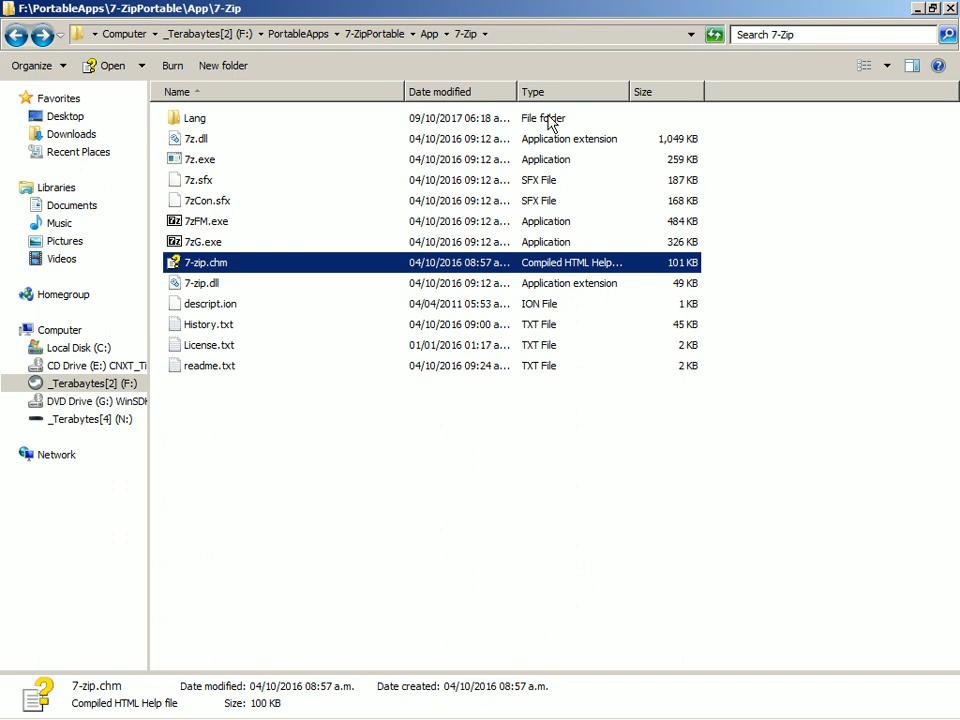 F:\PortableApps\7-ZipPortable\App\7-Zip
Computer _Terabaytes[2] (F:) PortableApps 7-ZipPortable App 7-Zip Search 7-Zip
Organize Open Burn New folder
Name Date modified Type Size
Favorites
Desktop
Downloads
Recent Places
Libraries
Documents
Music
Pictures
Videos
Homegroup
Computer
Local Disk (C:)
CD Drive (E:) CNXT_Ti
_Terabaytes[2] (F:)
DVD Drive (G:) WinSD
_Terabytes[4] (N:)
Network
Lang 09/10/2017 06:18 a... File folder
7z.dll 04/10/2016 09:12 a... Application extension 1,049 KB
7z.exe 04/10/2016 09:12 a... Application 259 KB
7z.sfx 04/10/2016 09:12 a... SFX File 187 KB
7zCon.sfx 04/10/2016 09:12 a... SFX File 168 KB
7zFM.exe 04/10/2016 09:12 a... Application 484 KB
7zG.exe 04/10/2016 09:12 a... Application 326 KB
7-zip.chm 04/10/2016 08:57 a... Compiled HTML Help... 101 KB
7-zip.dll 04/10/2016 09:12 a... Application extension 49 KB
descript.ion 04/04/2011 05:53 a... ION File 1 KB
History.txt 04/10/2016 09:00 a... TXT File 45 KB
License.txt 01/01/2016 01:17 a... TXT File 2 KB
readme.txt 04/10/2016 09:24 a... TXT File 2 KB
7-zip.chm Date modified: 04/10/2016 08:57 a.m. Date created: 04/10/2016 08:57 a.m.
Compiled HTML Help file Size: 100 KB